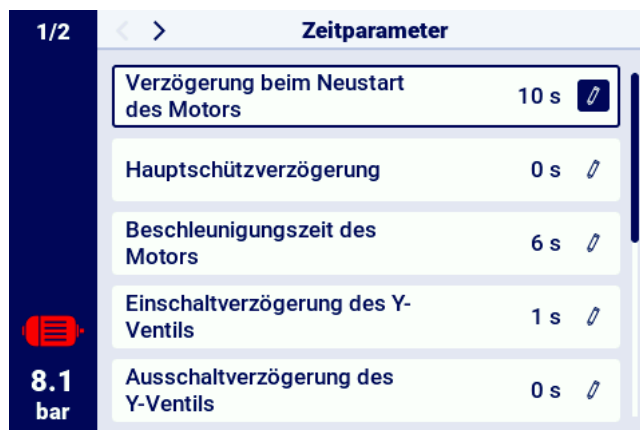 1/2
Zeitparameter
Verzögerung beim Neustart
des Motors
10 s
Hauptschützverzögerung
0 s
Beschleunigungszeit des
Motors
6 s
Einschaltverzögerung des Y-
Ventils
1 s
Ausschaltverzögerung des
Y-Ventils
0 s
8.1
bar